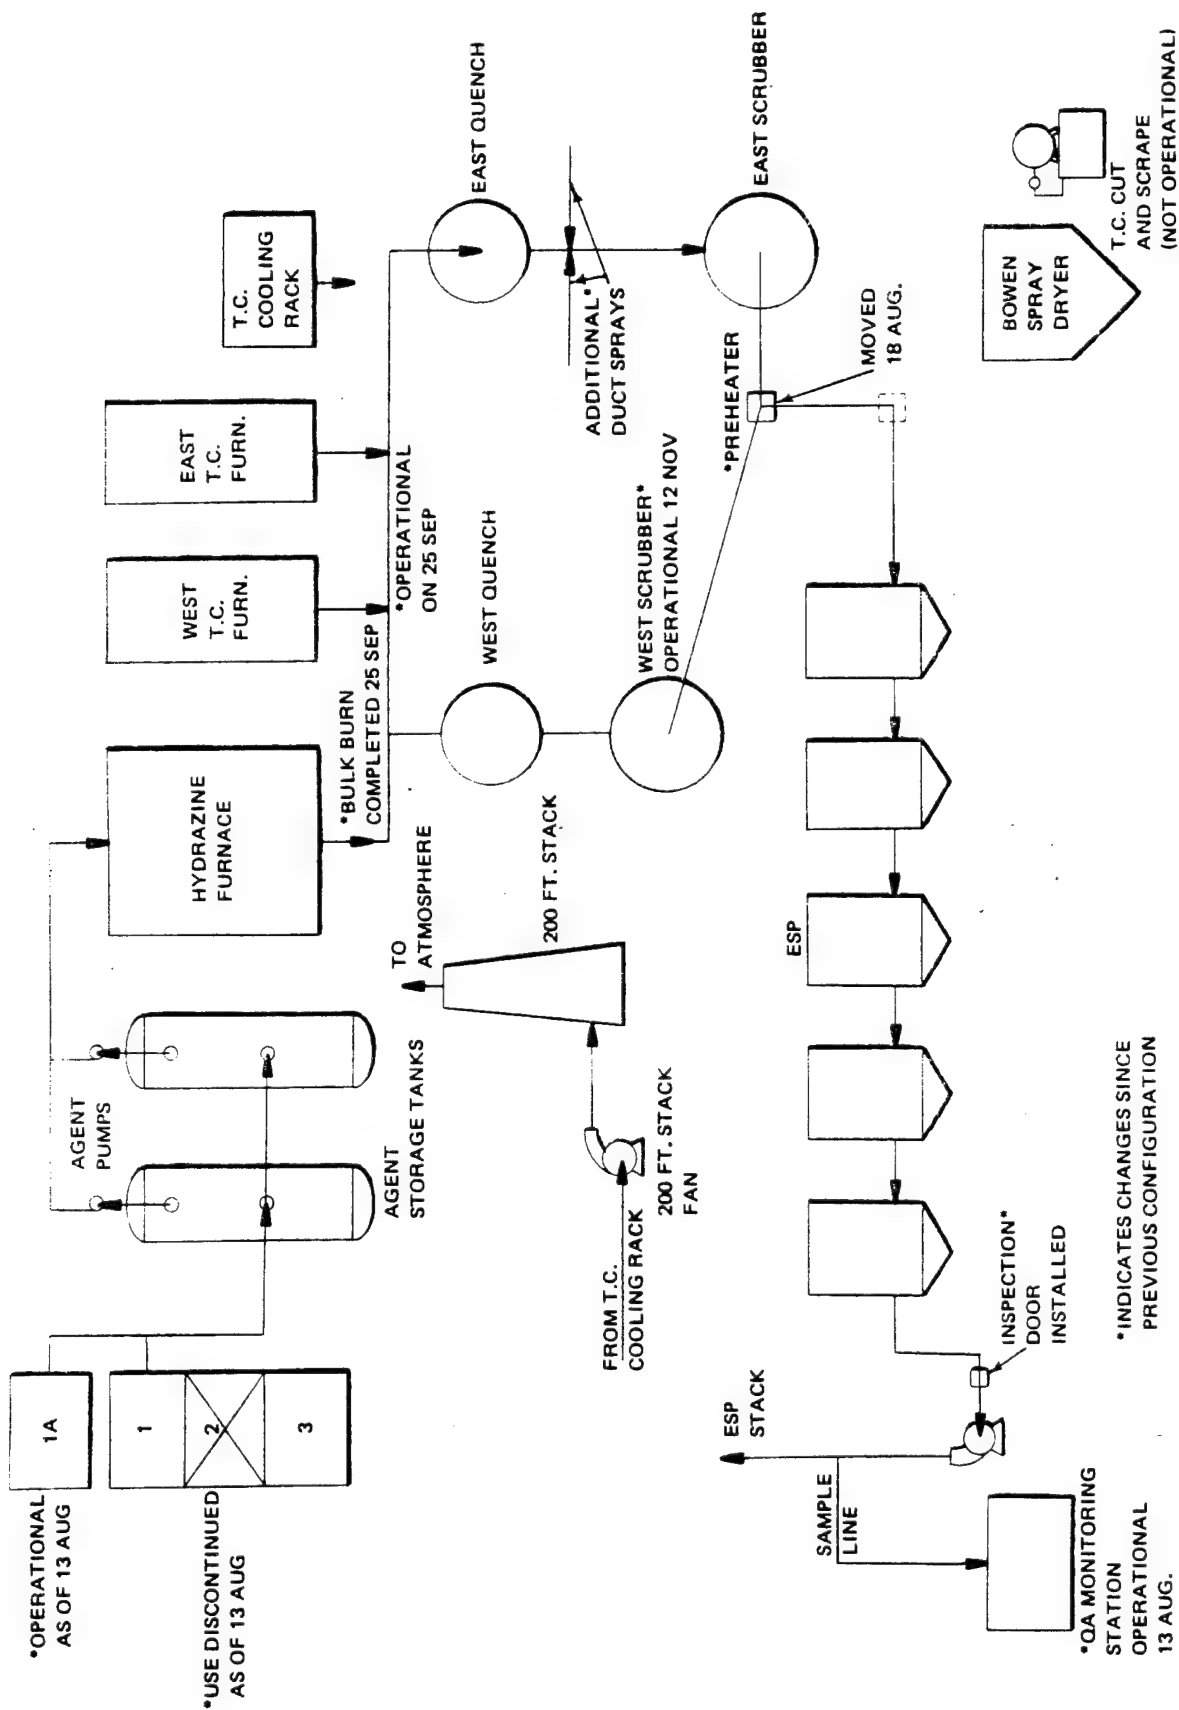 *OPERATIONAL
AS OF 13 AUG
1A
1
2
3
*USE DISCONTINUED
AS OF 13 AUG
AGENT
PUMPS
AGENT
STORAGE TANKS
HYDRAZINE
FURNACE
*BULK BURN
COMPLETED 25 SEP
WEST
T.C.
FURN.
EAST
T.C.
FURN.
*OPERATIONAL
ON 25 SEP
T.C.
COOLING
RACK
EAST QUENCH
ADDITIONAL*
DUCT SPRAYS
EAST SCRUBBER
WEST QUENCH
WEST SCRUBBER*
OPERATIONAL 12 NOV
*PREHEATER
MOVED
18 AUG.
TO
ATMOSPHERE
200 FT. STACK
FROM T.C.
COOLING RACK
200 FT. STACK
FAN
ESP
BOWEN
SPRAY
DRYER
T.C. CUT
AND SCRAPE
(NOT OPERATIONAL)
ESP
STACK
SAMPLE
LINE
INSPECTION*
DOOR
INSTALLED
*QA MONITORING
STATION
OPERATIONAL
13 AUG.
*INDICATES CHANGES SINCE
PREVIOUS CONFIGURATION